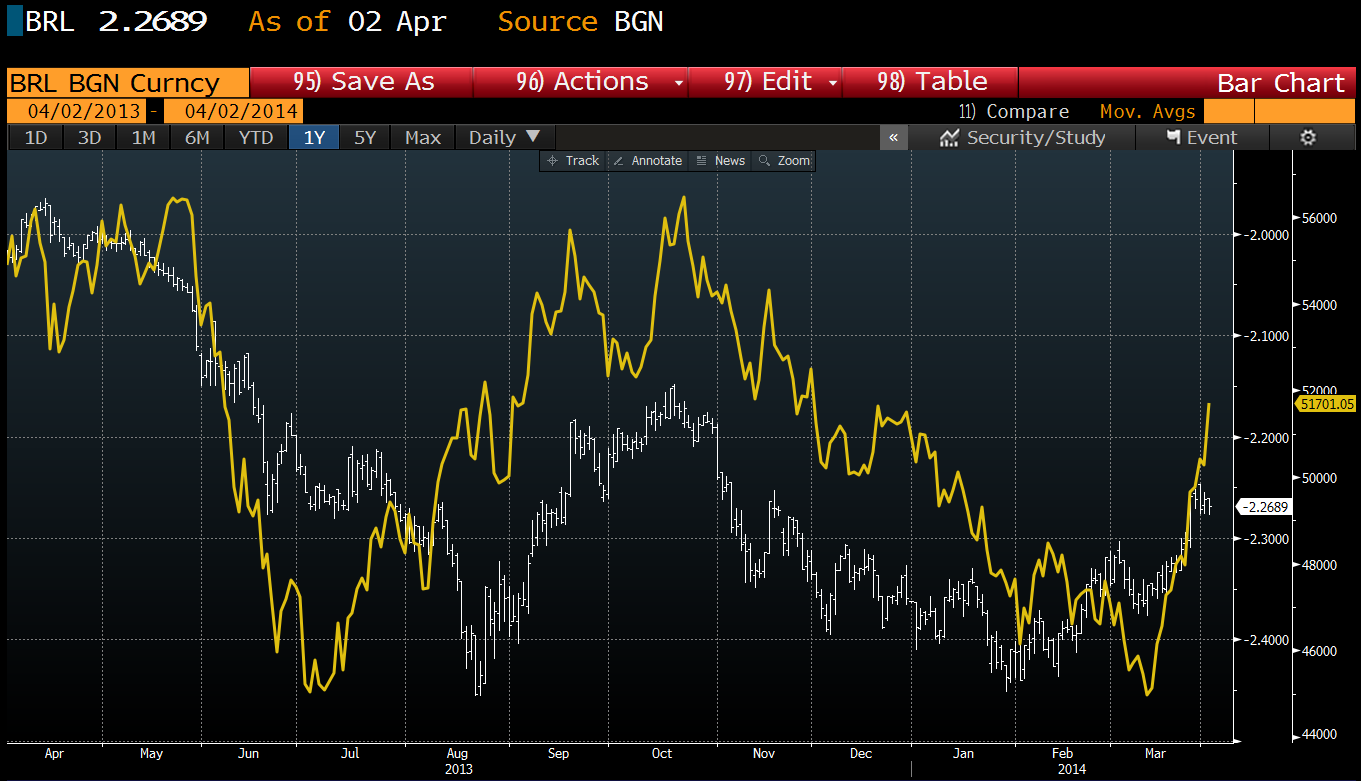 BRL 2.2689 As of 02 Apr Source BGN
BRL BGN Curncy 95) Save As 96) Actions 97) Edit 98) Table Bar Chart
04/02/2013 - 04/02/2014 11) Compare Mov. Avgs
1D 3D 1M 6M YTD 1Y 5Y Max Daily ▼ « Security/Study Event
Track Annotate News Zoom
56000
-2.0000
54000
-2.1000
52000
51701.05
-2.2000
50000
-2.2689
-2.3000
48000
-2.4000
46000
44000
Apr May Jun Jul Aug Sep Oct Nov Dec Jan Feb Mar
2013 2014